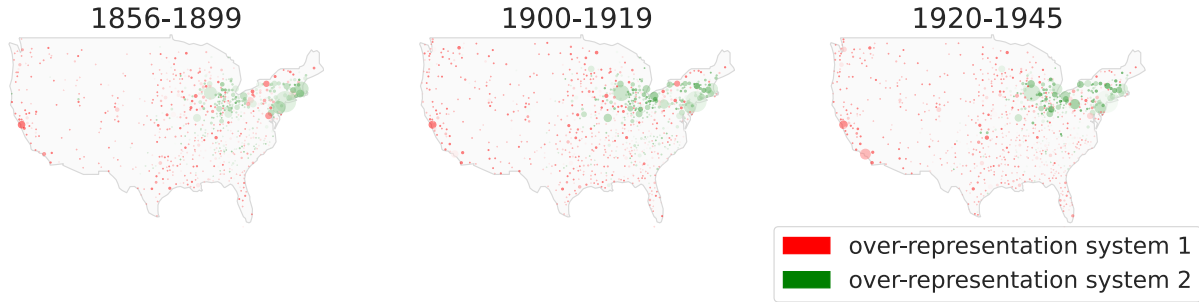 1856-1899
1900-1919
1920-1945
over-representation system 1
over-representation system 2